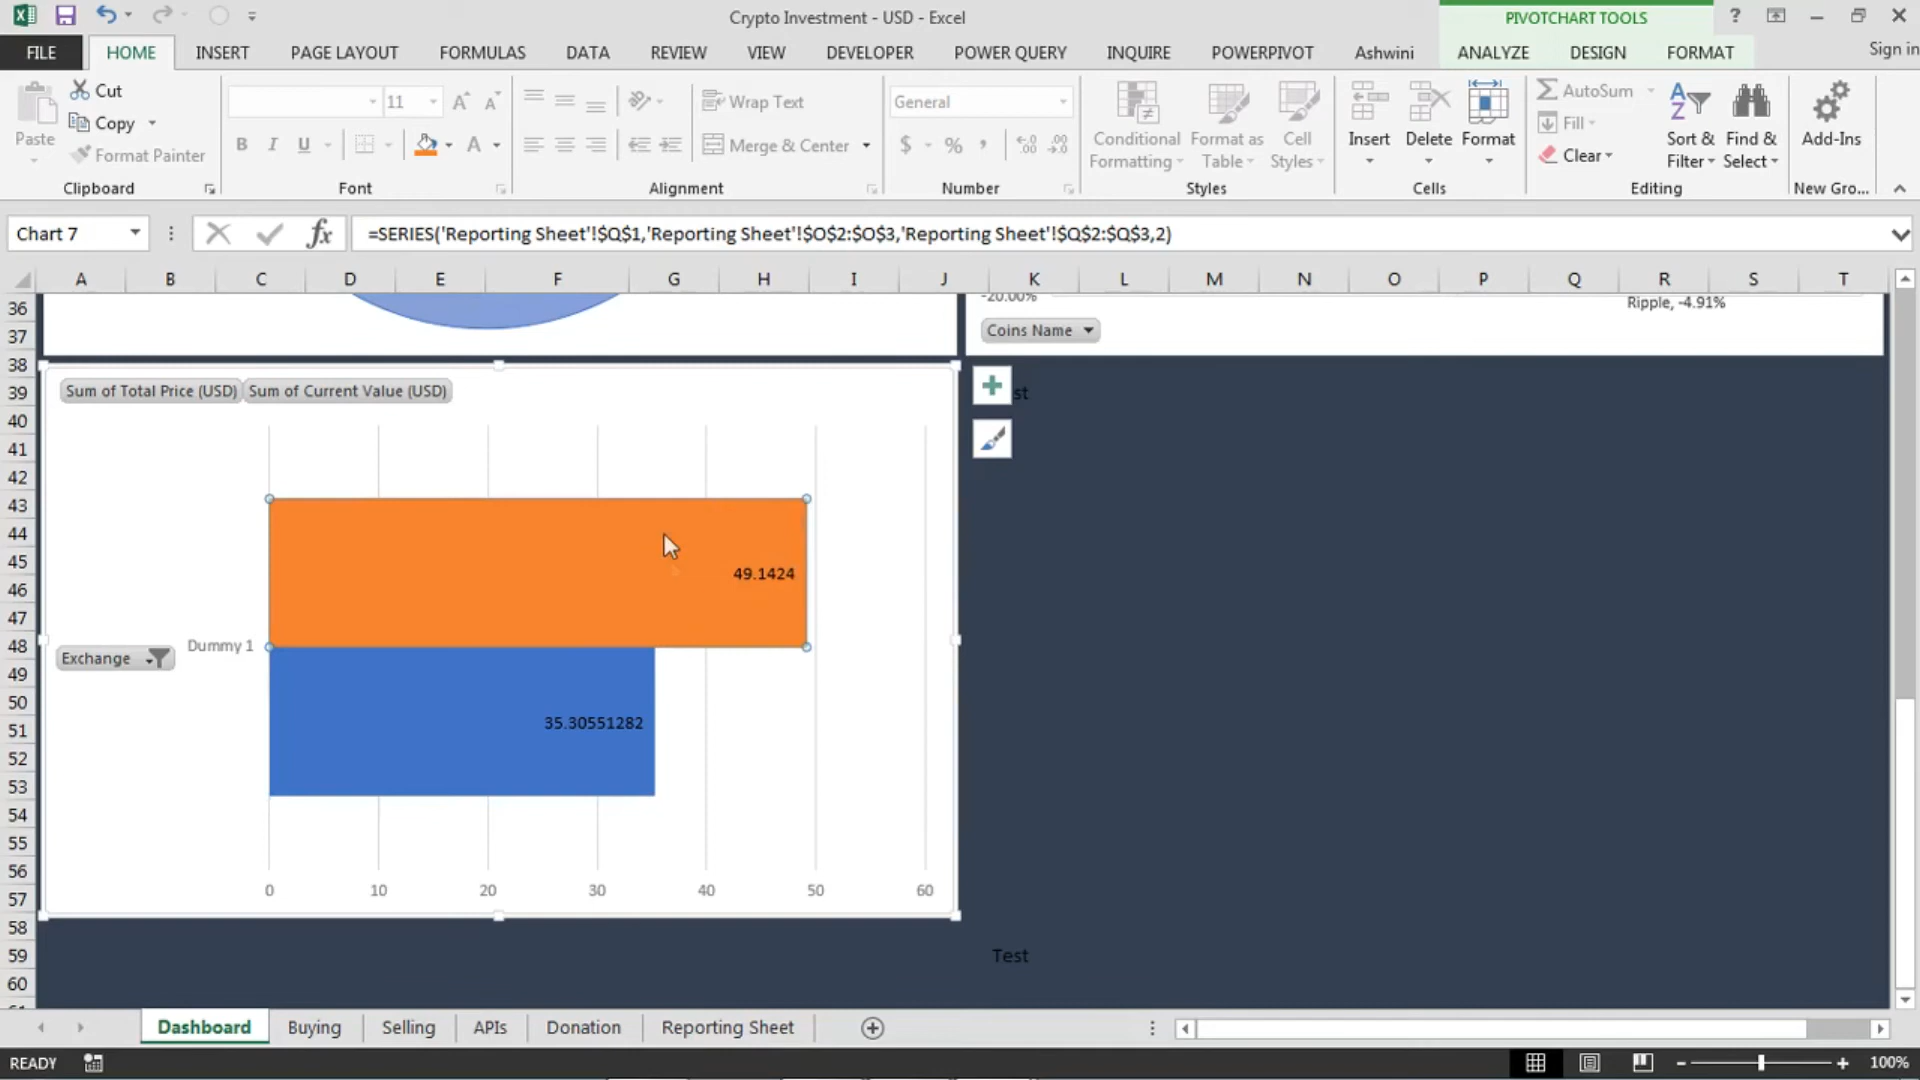 Crypto Investment - USD - Excel
PIVOTCHART TOOLS
?
FILE HOME INSERT PAGE LAYOUT FORMULAS DATA REVIEW VIEW DEVELOPER POWER QUERY INQUIRE POWERPIVOT Ashwini ANALYZE DESIGN FORMAT Sign in
Paste
Cut
Copy
Format Painter
Clipboard
11
B I U
Font
Wrap Text
Merge & Center
Alignment
General
$ % ,
Number
Conditional Formatting
Format as Table
Cell Styles
Styles
Insert
Delete
Format
Cells
AutoSum
Fill
Clear
Sort & Filter
Find & Select
Editing
Add-Ins
New Gro...
Chart 7
fx
=SERIES('Reporting Sheet'!$Q$1,'Reporting Sheet'!$O$2:$O$3,'Reporting Sheet'!$Q$2:$Q$3,2)
A B C D E F G H I J K L M N O P Q R S T
36
37
38
39
40
41
42
43
44
45
46
47
48
49
50
51
52
53
54
55
56
57
58
59
60
-20.00%
Ripple, -4.91%
Coins Name
Sum of Total Price (USD) Sum of Current Value (USD)
st
49.1424
Dummy 1
Exchange
35.30551282
0 10 20 30 40 50 60
Test
Dashboard Buying Selling APIs Donation Reporting Sheet
READY
100%